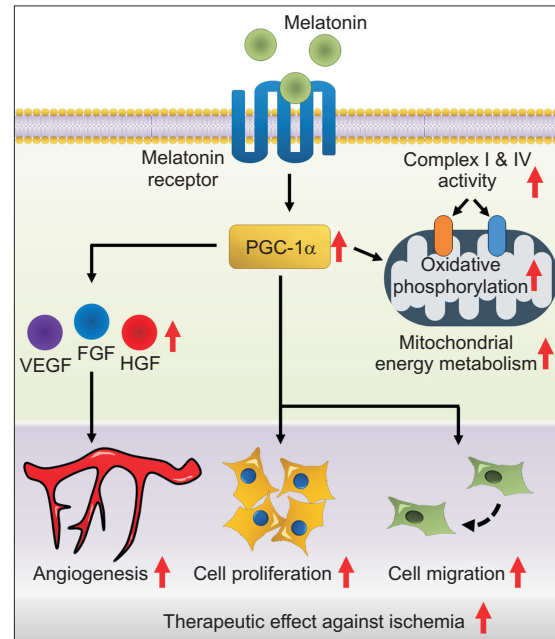 Melatonin
Melatonin
receptor
Complex I & IV
activity
PGC-1α
Oxidative
phosphorylation
Mitochondrial
energy metabolism
VEGF
FGF
HGF
Angiogenesis
Cell proliferation
Cell migration
Therapeutic effect against ischemia